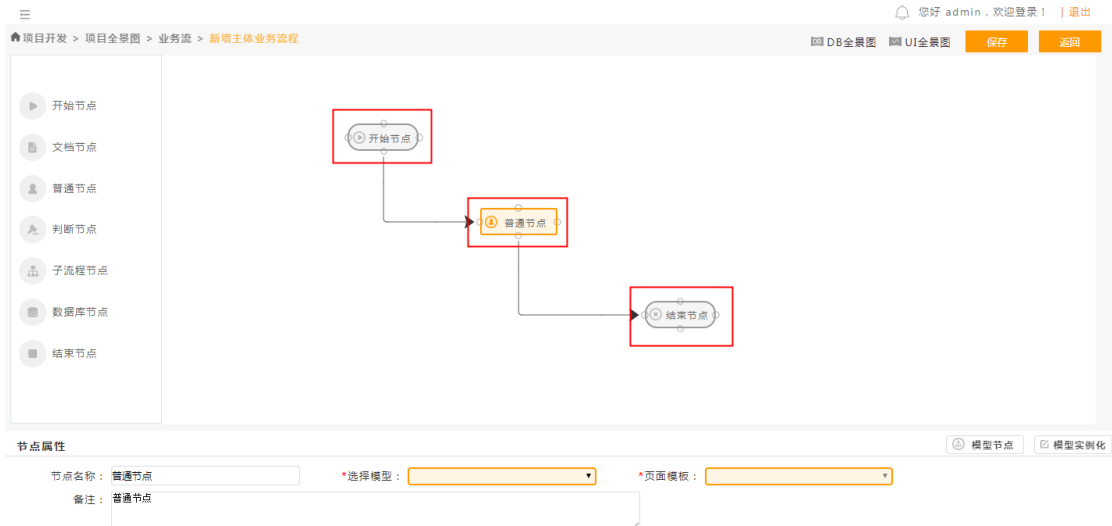 您好 admin，欢迎登录！ | 退出
项目开发 > 项目全景图 > 业务流 > 新增主体业务流程
DB全景图 UI全景图 保存 返回
开始节点
文档节点
普通节点
判断节点
子流程节点
数据库节点
结束节点
开始节点
普通节点
结束节点
节点属性 模型节点 模型实例化
节点名称： 普通节点 *选择模型： *页面模板：
备注： 普通节点